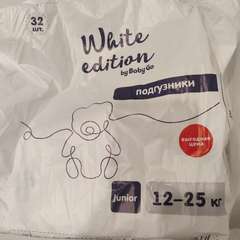 32
шт.
White
edition
by Baby Go
подгузники
ВЫГОДНАЯ
ЦЕНА
junior
12–25 кг